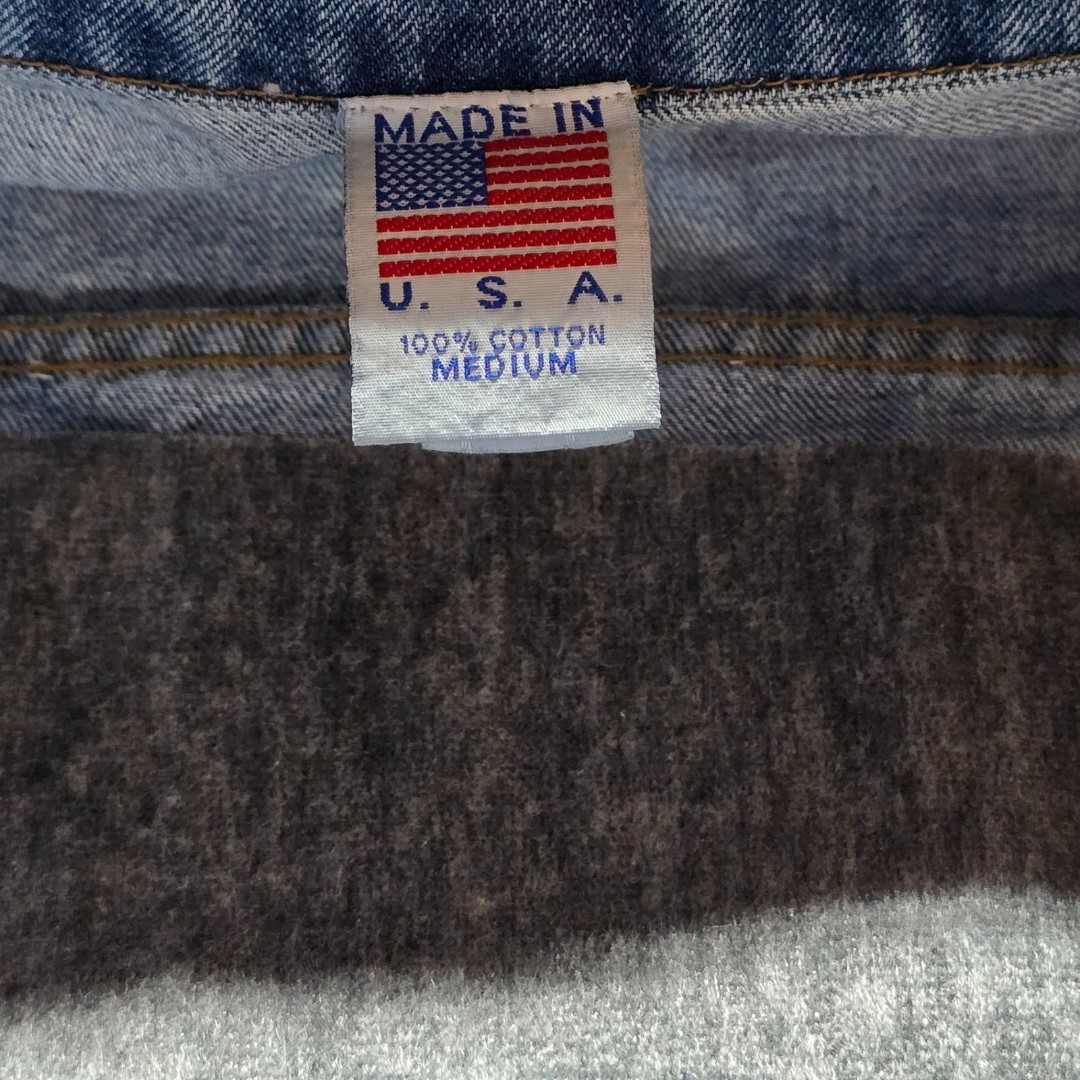 MADE IN
U. S. A.
100% COTTON
MEDIUM